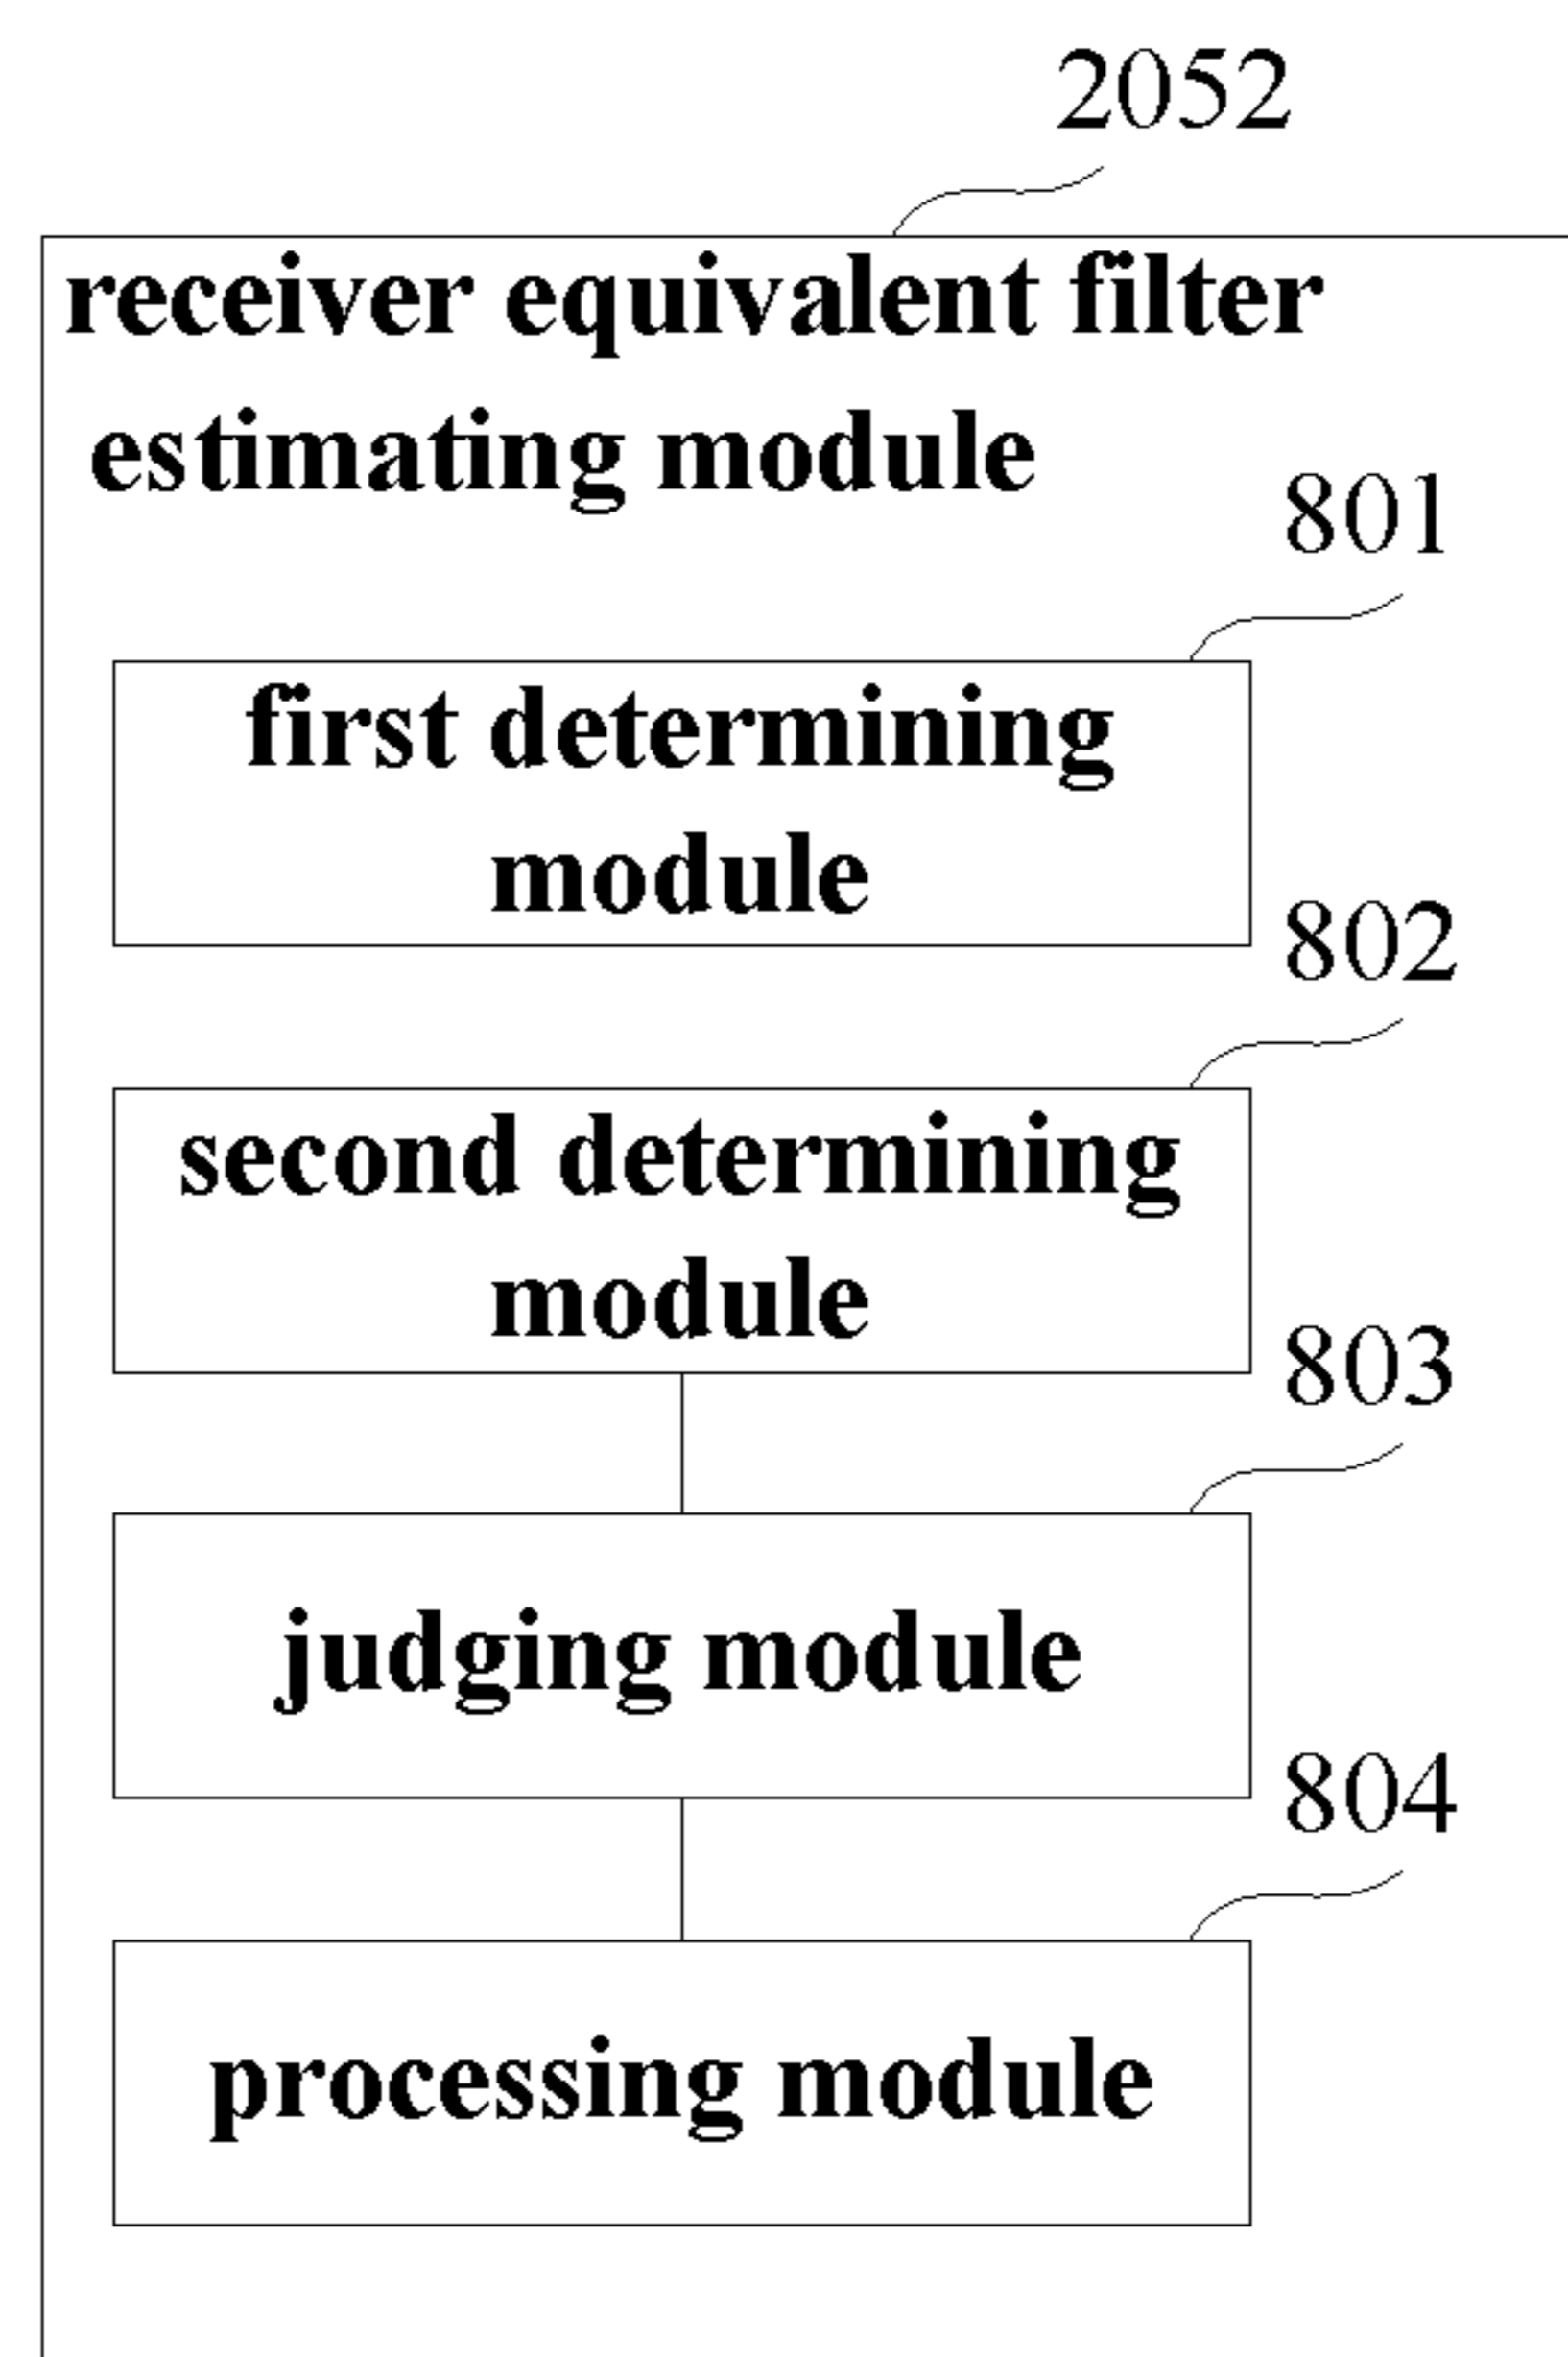 2052
receiver equivalent filter
estimating module
801
first determining
module
802
second determining
module
803
judging module
804
processing module